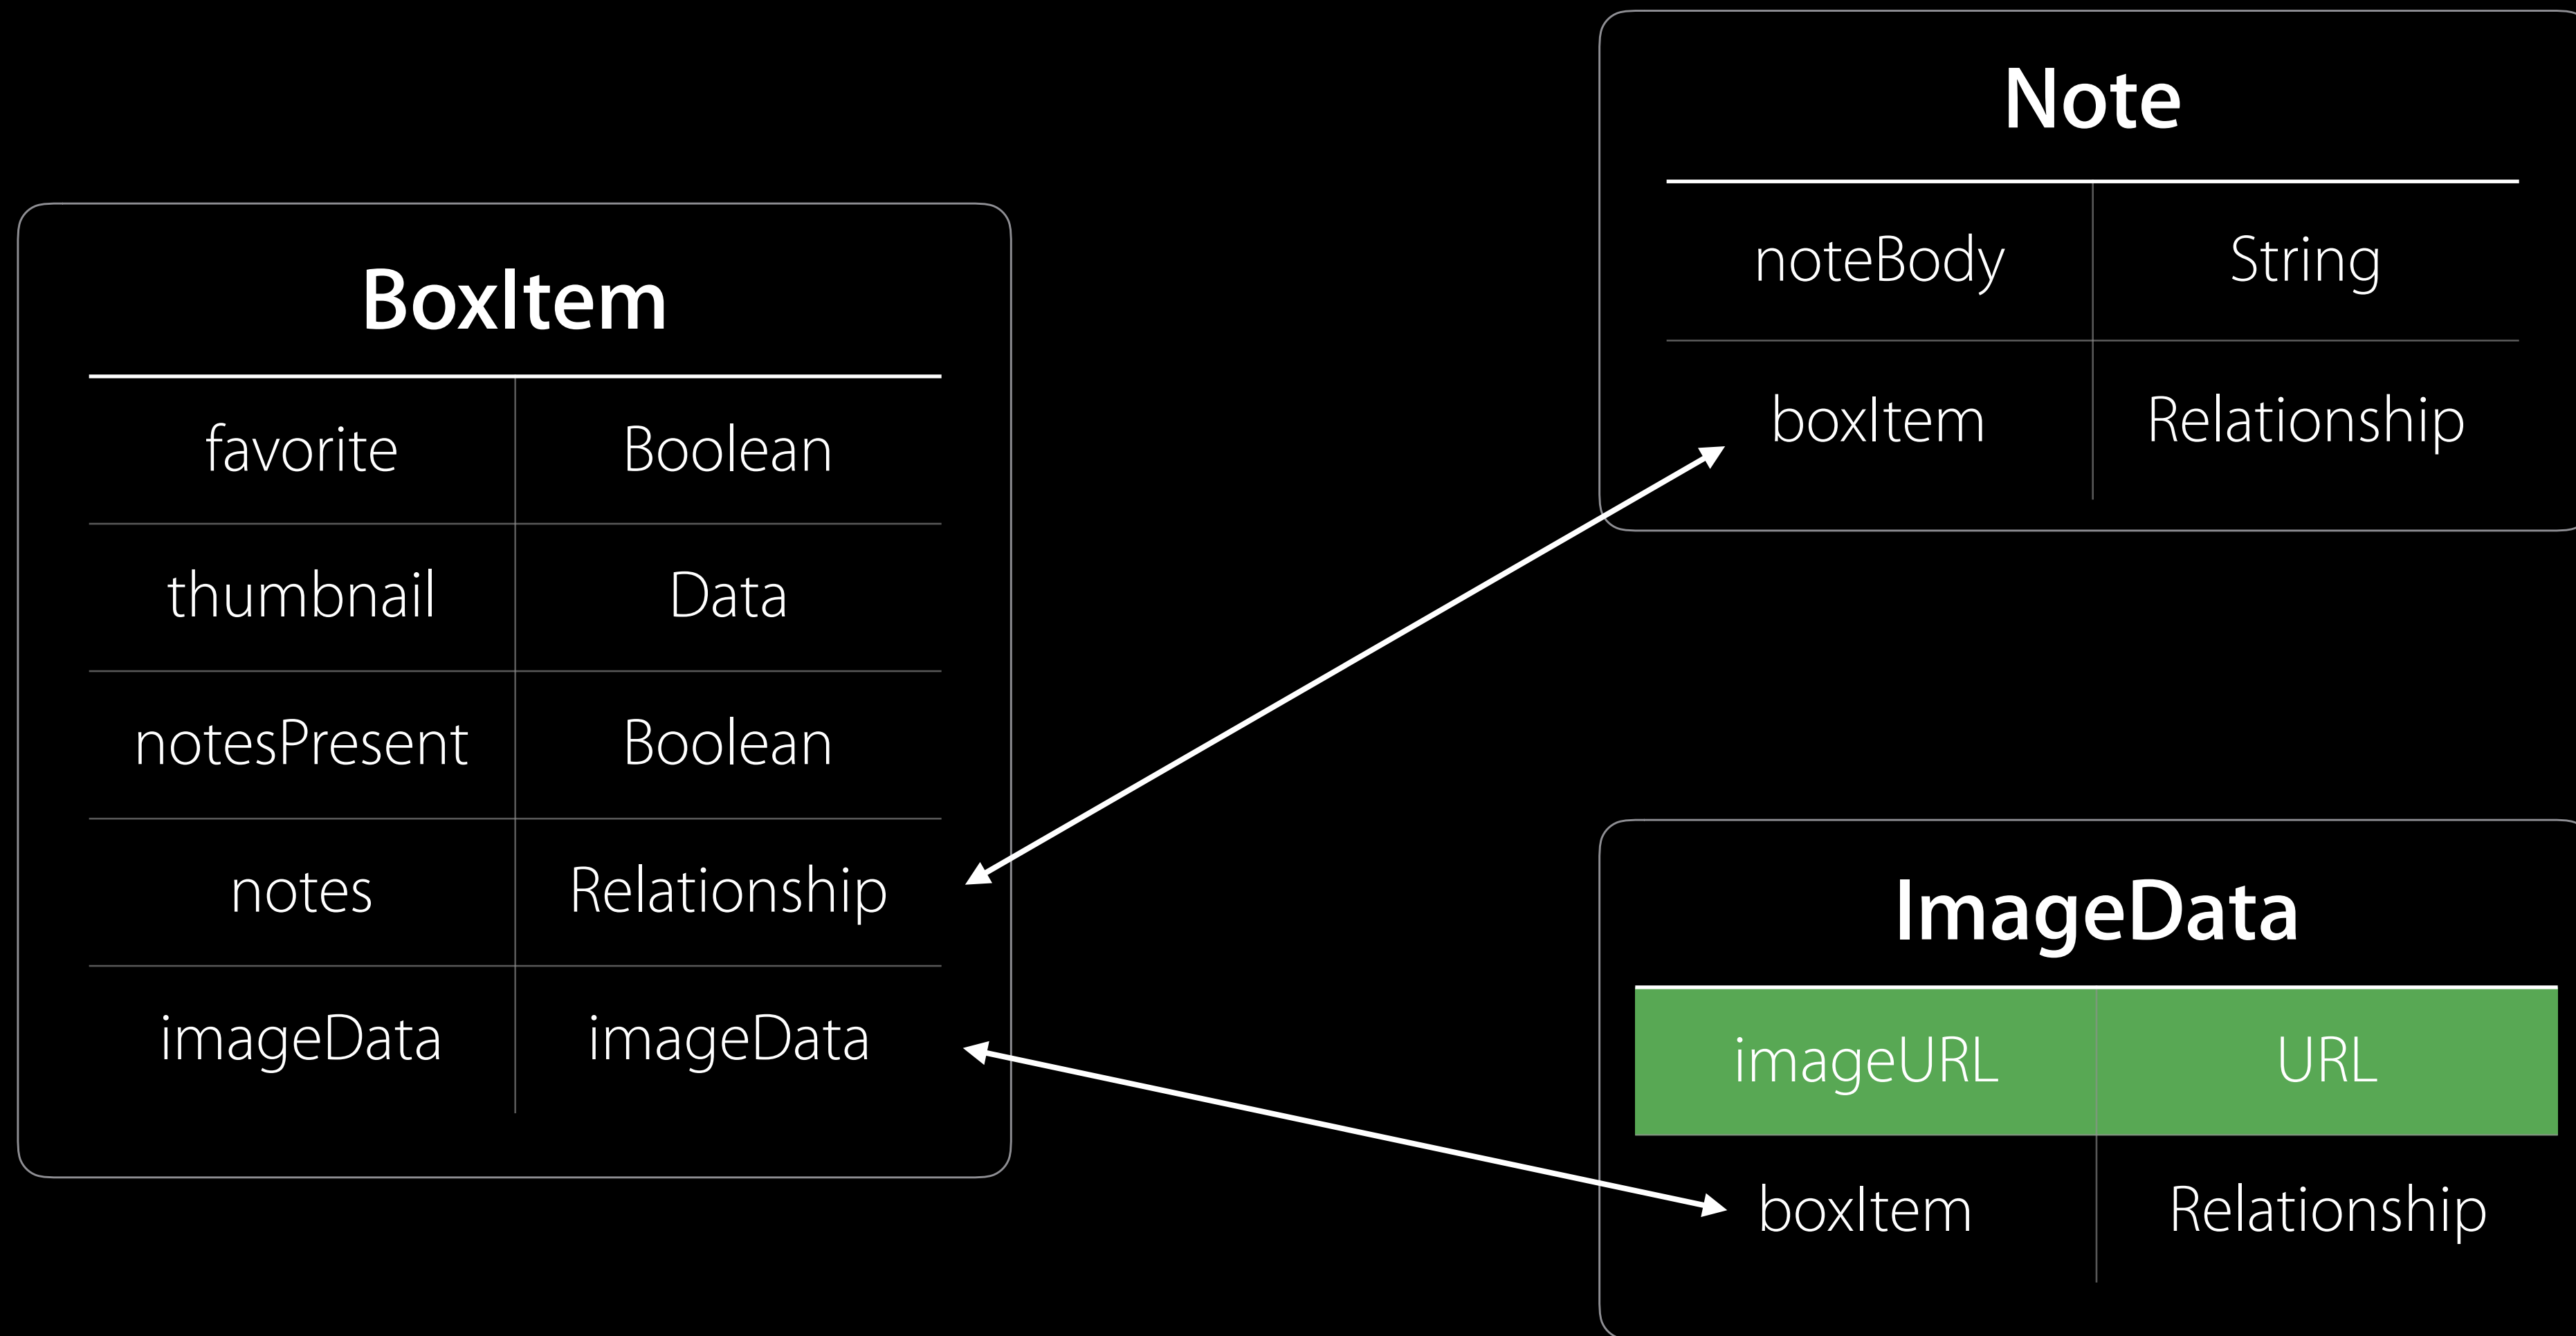 BoxItem
favorite Boolean
thumbnail Data
notesPresent Boolean
notes Relationship
imageData imageData
Note
noteBody String
boxItem Relationship
ImageData
imageURL URL
boxItem Relationship